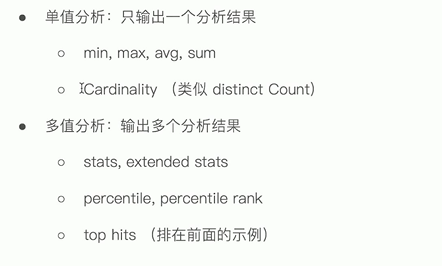 ● 单值分析：只输出一个分析结果
○ min, max, avg, sum
○ Cardinality （类似 distinct Count）
● 多值分析：输出多个分析结果
○ stats, extended stats
○ percentile, percentile rank
○ top hits （排在前面的示例）